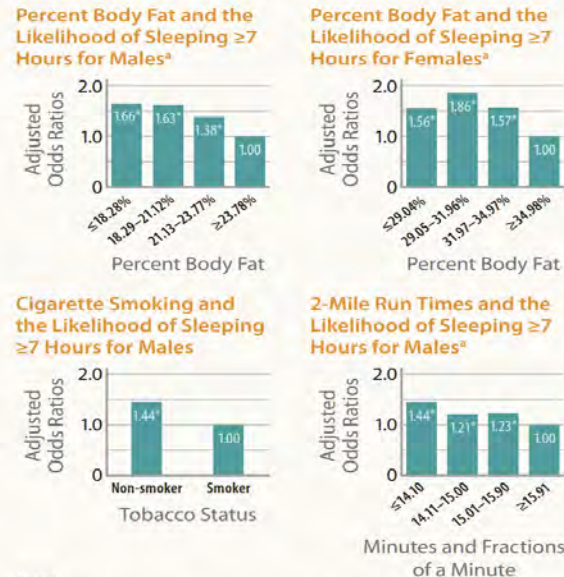 Percent Body Fat and the
Likelihood of Sleeping ≥7
Hours for Malesᵃ
Adjusted
Odds Ratios
2.0
1.0
0
1.66*
1.63*
1.38*
1.00
≤18.28%
18.29–21.12%
21.13–23.77%
≥23.78%
Percent Body Fat
Percent Body Fat and the
Likelihood of Sleeping ≥7
Hours for Femalesᵃ
Adjusted
Odds Ratios
2.0
1.0
0
1.56*
1.86*
1.57*
1.00
≤29.04%
29.05–31.96%
31.97–34.97%
≥34.98%
Percent Body Fat
Cigarette Smoking and
the Likelihood of Sleeping
≥7 Hours for Males
Adjusted
Odds Ratios
2.0
1.0
0
1.44*
1.00
Non-smoker
Smoker
Tobacco Status
2-Mile Run Times and the
Likelihood of Sleeping ≥7
Hours for Malesᵃ
Adjusted
Odds Ratios
2.0
1.0
0
1.44*
1.21*
1.23*
1.00
≤14.10
14.11–15.00
15.01–15.90
≥15.91
Minutes and Fractions
of a Minute